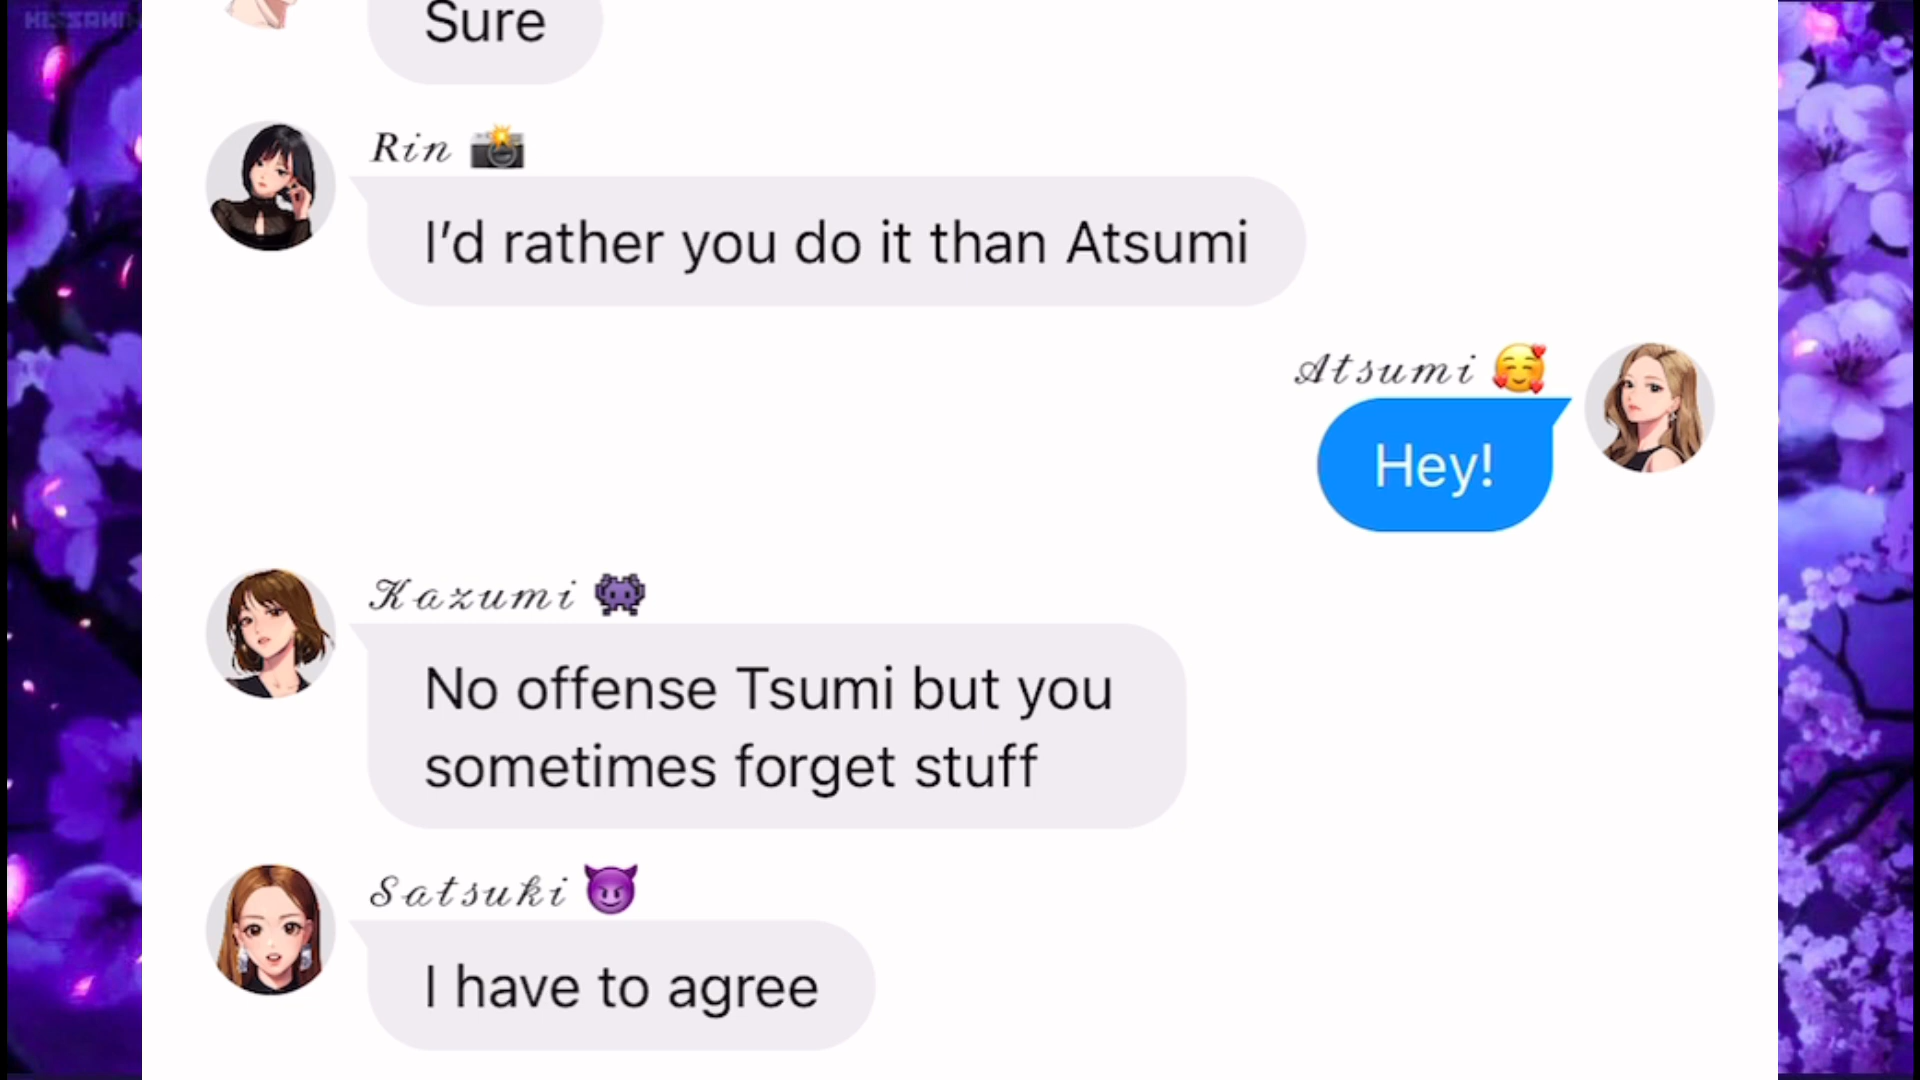 Sure
Rin 📸
I’d rather you do it than Atsumi
Atsumi 🥰
Hey!
Kazumi 👾
No offense Tsumi but you
sometimes forget stuff
Satsuki 😈
I have to agree